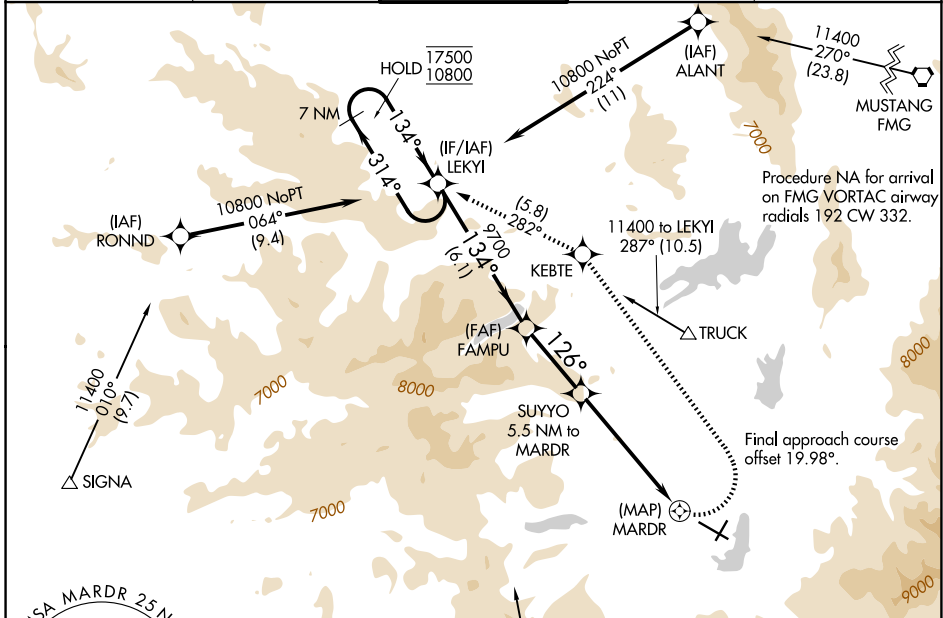 17500
10800
HOLD
7 NM
134°
314°
(IF/IAF)
LEKYI
10800 NoPT
224°
(11)
(IAF)
ALANT
11400
270°
(23.8)
MUSTANG
FMG
7000
Procedure NA for arrival
on FMG VORTAC airway
radials 192 CW 332.
(IAF)
RONND
10800 NoPT
064°
(9.4)
9700
134°
(6.1)
(5.8)
282°
KEBTE
11400 to LEKYI
287° (10.5)
TRUCK
(FAF)
FAMPU
126°
11400
010°
(9.7)
SIGNA
7000
8000
8000
SUYYO
5.5 NM to
MARDR
Final approach course
offset 19.98°.
7000
(MAP)
MARDR
9000
MARDR 25